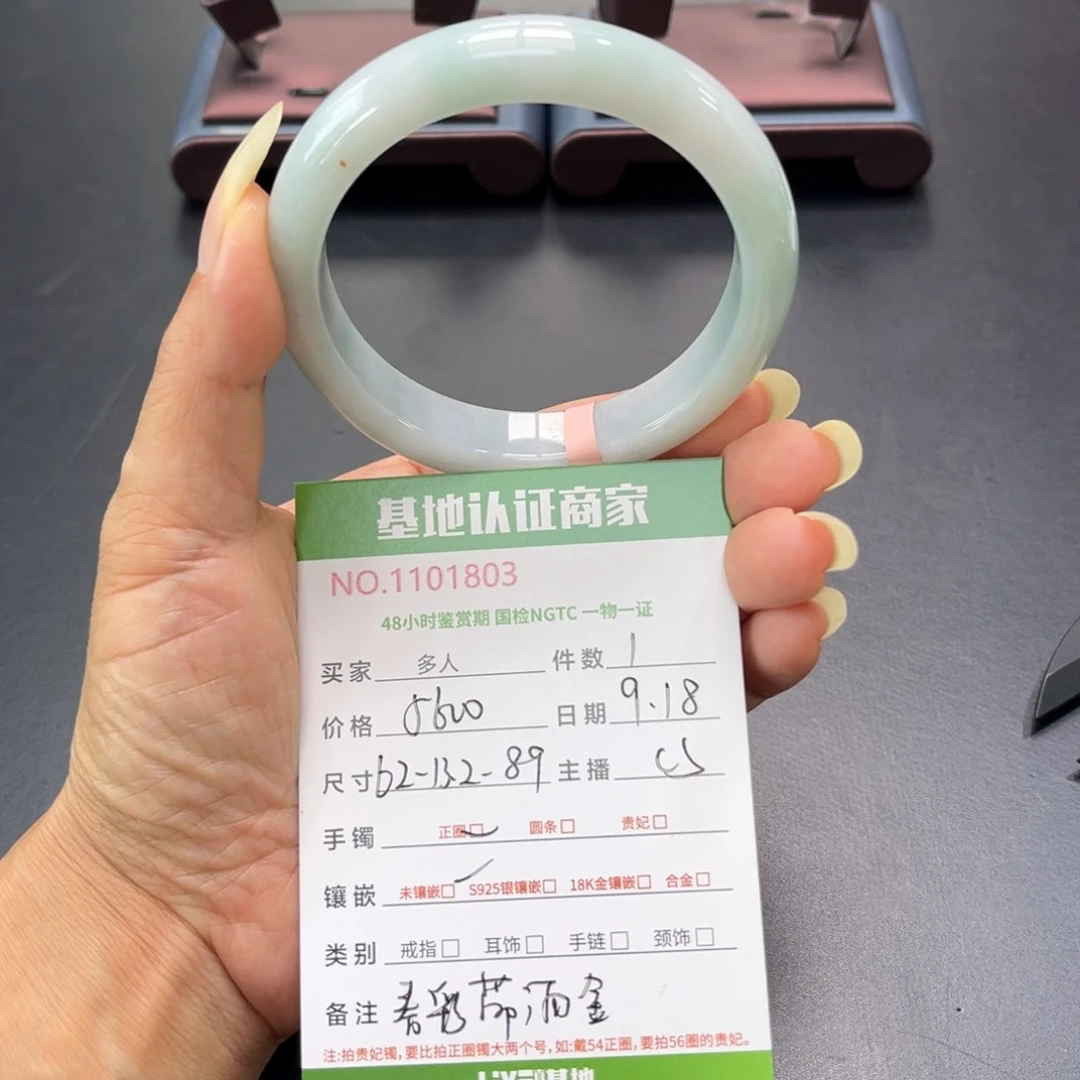 基地认证商家
NO.1101803
48小时鉴赏期 国检NGTC 一物一证
买家 多人 件数 1
价格 5600 日期 9.18
尺寸 62-132-89 主播 CS
手镯 正圈□ 圆条□ 贵妃□
镶嵌 未镶嵌□ S925银镶嵌□ 18K金镶嵌□ 合金□
类别 戒指□ 耳饰□ 手链□ 颈饰□
备注 春彩带洒金
注:拍贵妃镯,要比拍正圈镯大两个号,如:戴54正圈,要拍56圈的贵妃。